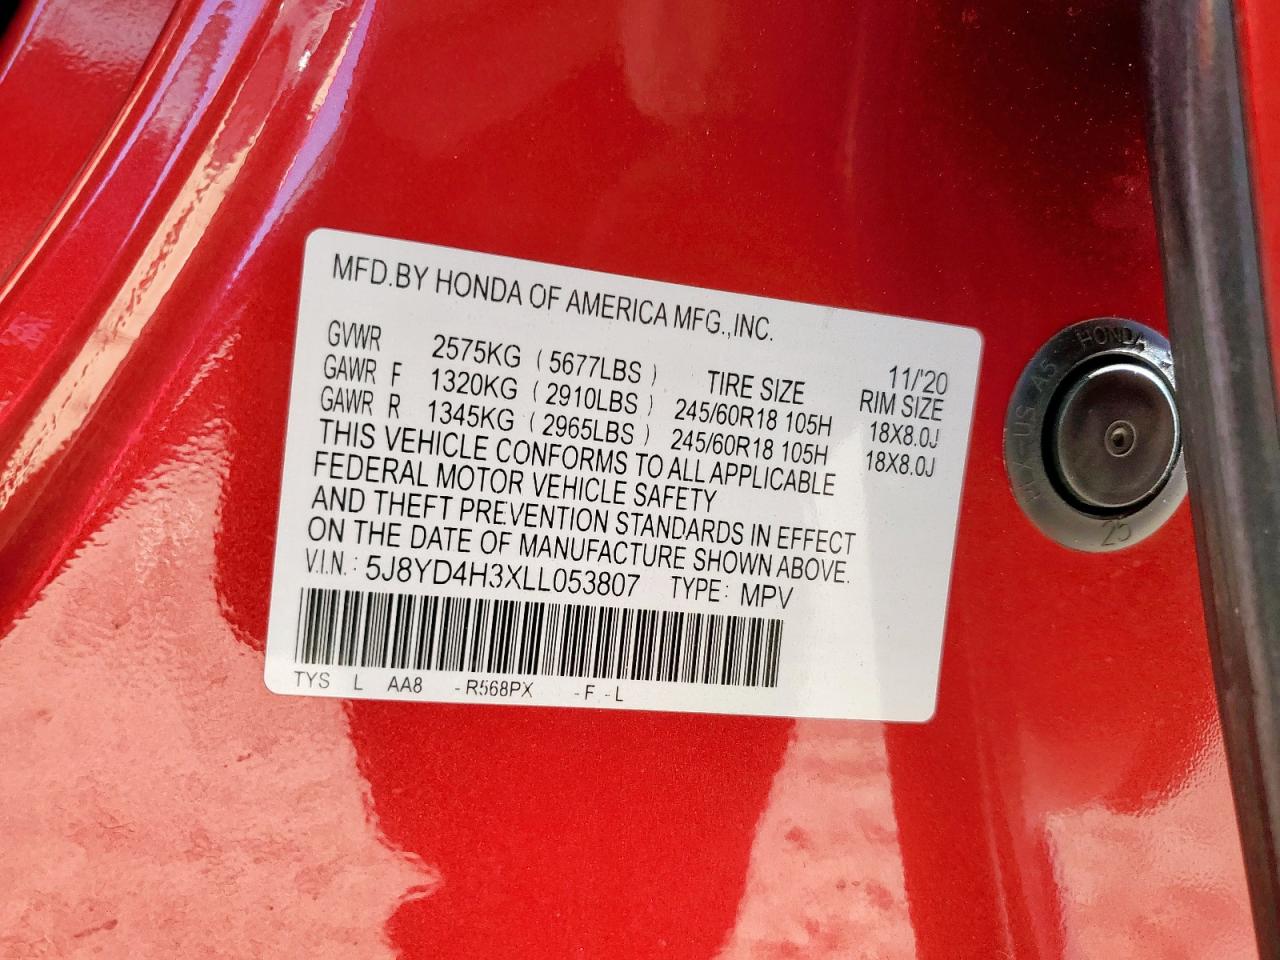 MFD.BY HONDA OF AMERICA MFG.,INC.
11/'20
GVWR 2575KG ( 5677LBS ) TIRE SIZE RIM SIZE
GAWR F 1320KG ( 2910LBS ) 245/60R18 105H 18X8.0J
GAWR R 1345KG ( 2965LBS ) 245/60R18 105H 18X8.0J
THIS VEHICLE CONFORMS TO ALL APPLICABLE
FEDERAL MOTOR VEHICLE SAFETY
AND THEFT PREVENTION STANDARDS IN EFFECT
ON THE DATE OF MANUFACTURE SHOWN ABOVE.
V.I.N.: 5J8YD4H3XLL053807 TYPE: MPV
TYS L AA8 -R568PX -F -L
HONDA
25